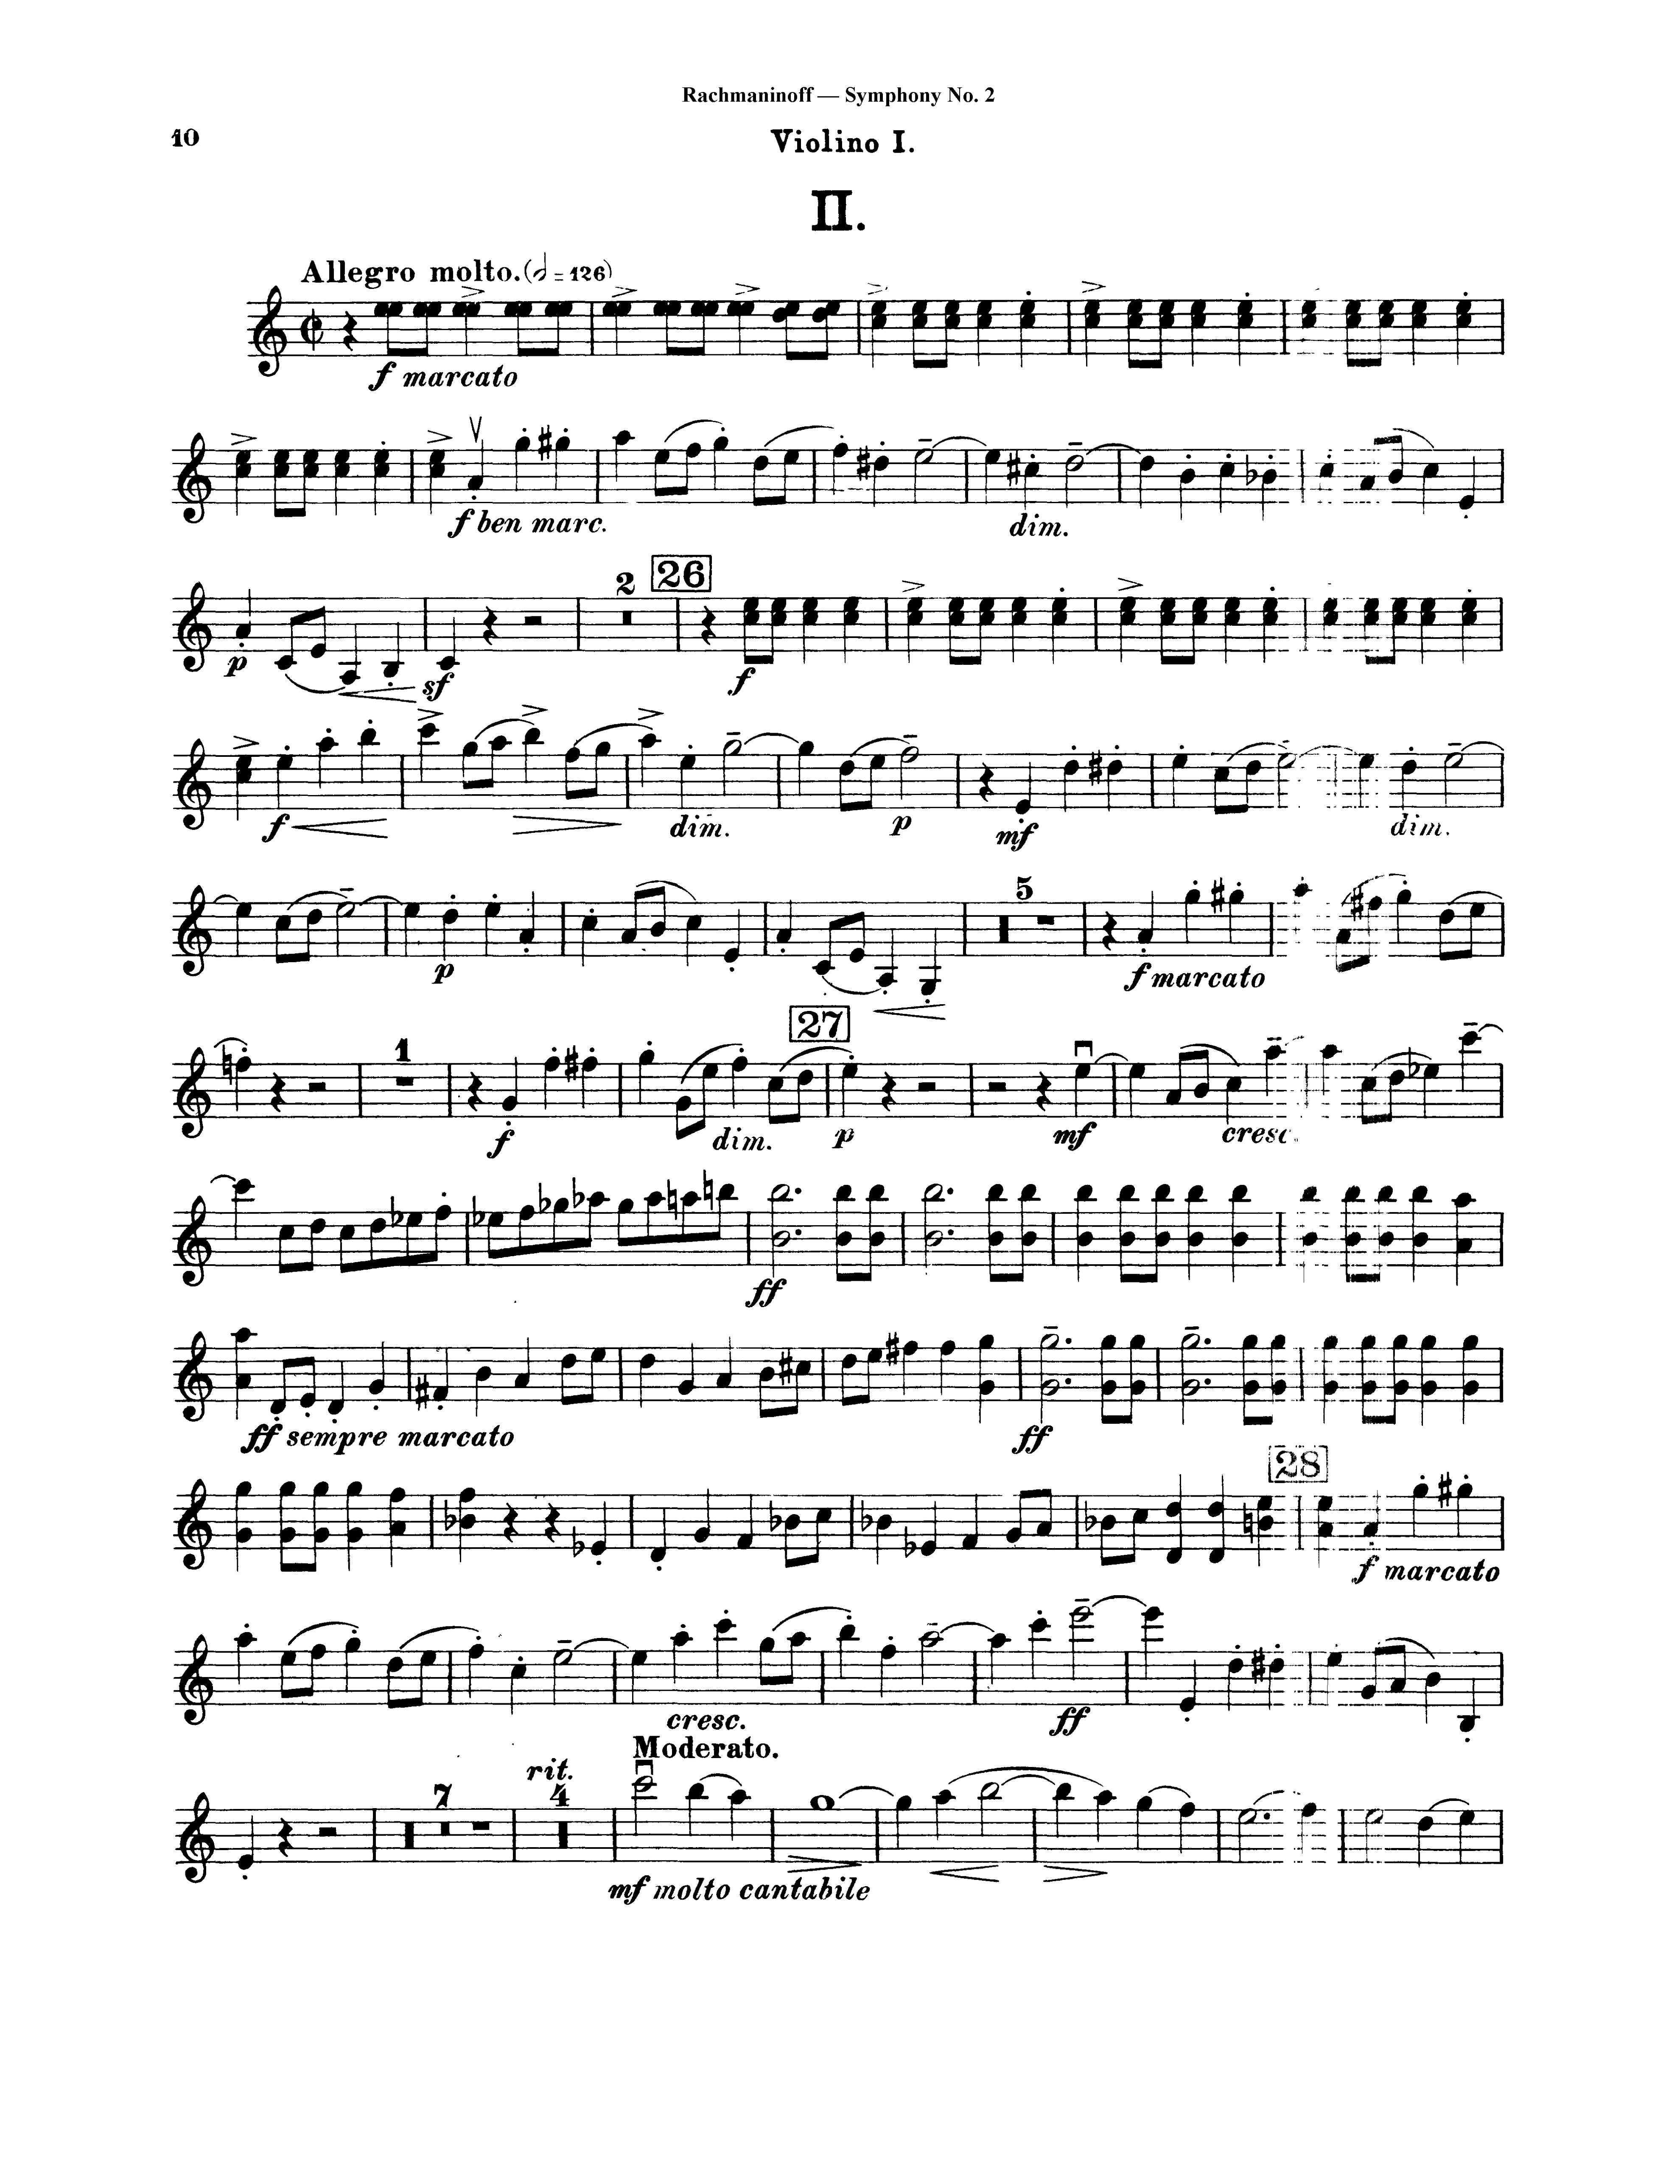 Rachmaninoff — Symphony No. 2
10
Violino I.
II.
Allegro molto. (𝅗𝅥 = 126)
f marcato
f ben marc.
dim.
2
26
p
sf
f
f
dim.
p
mf
dim.
5
p
f marcato
27
1
f
dim.
p
mf
cresc.
ff
ff sempre marcato
ff
28
f marcato
cresc.
ff
Moderato.
rit.
7
4
mf molto cantabile